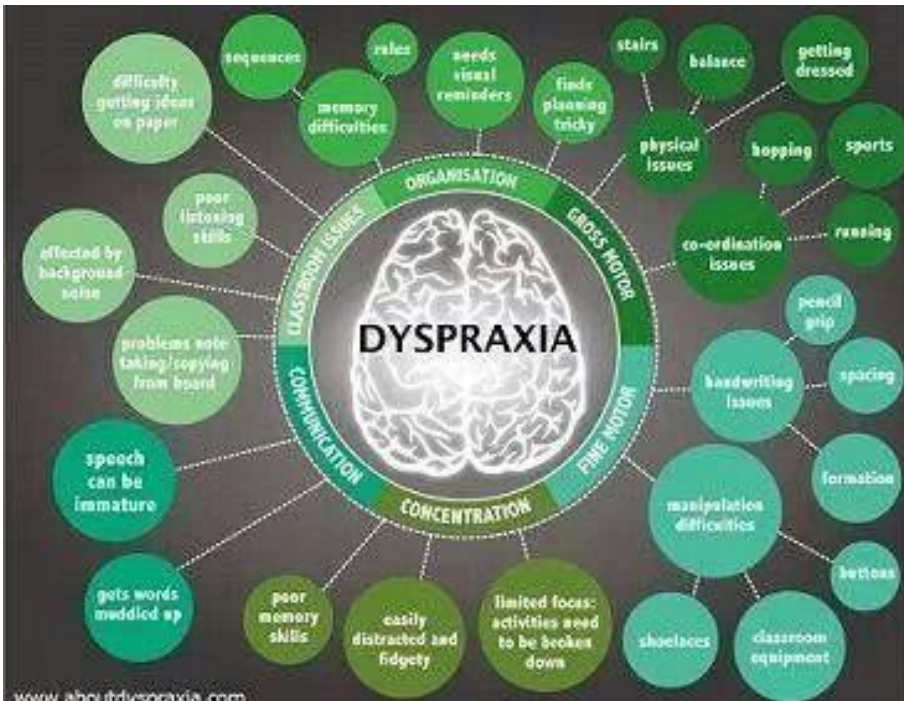 DYSPRAXIA
ORGANISATION
sequences
rules
memory
difficulties
needs
visual
reminders
finds
planning
tricky
GROSS MOTOR
stairs
balance
getting
dressed
physical
issues
hopping
sports
running
co-ordination
issues
FINE MOTOR
pencil
grip
handwriting
issues
spacing
formation
manipulation
difficulties
buttons
classroom
equipment
shoelaces
CONCENTRATION
limited focus:
activities need
to be broken
down
easily
distracted and
fidgety
poor
memory
skills
COMMUNICATION
gets words
muddled up
speech
can be
immature
CLASSROOM ISSUES
problems note
taking/copying
from board
affected by
background
noise
poor
listening
skills
difficulty
getting ideas
on paper
www.aboutdyspraxia.com